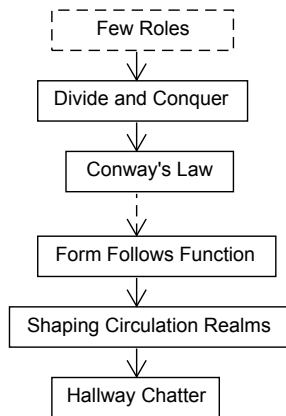 Few Roles
Divide and Conquer
Conway's Law
Form Follows Function
Shaping Circulation Realms
Hallway Chatter